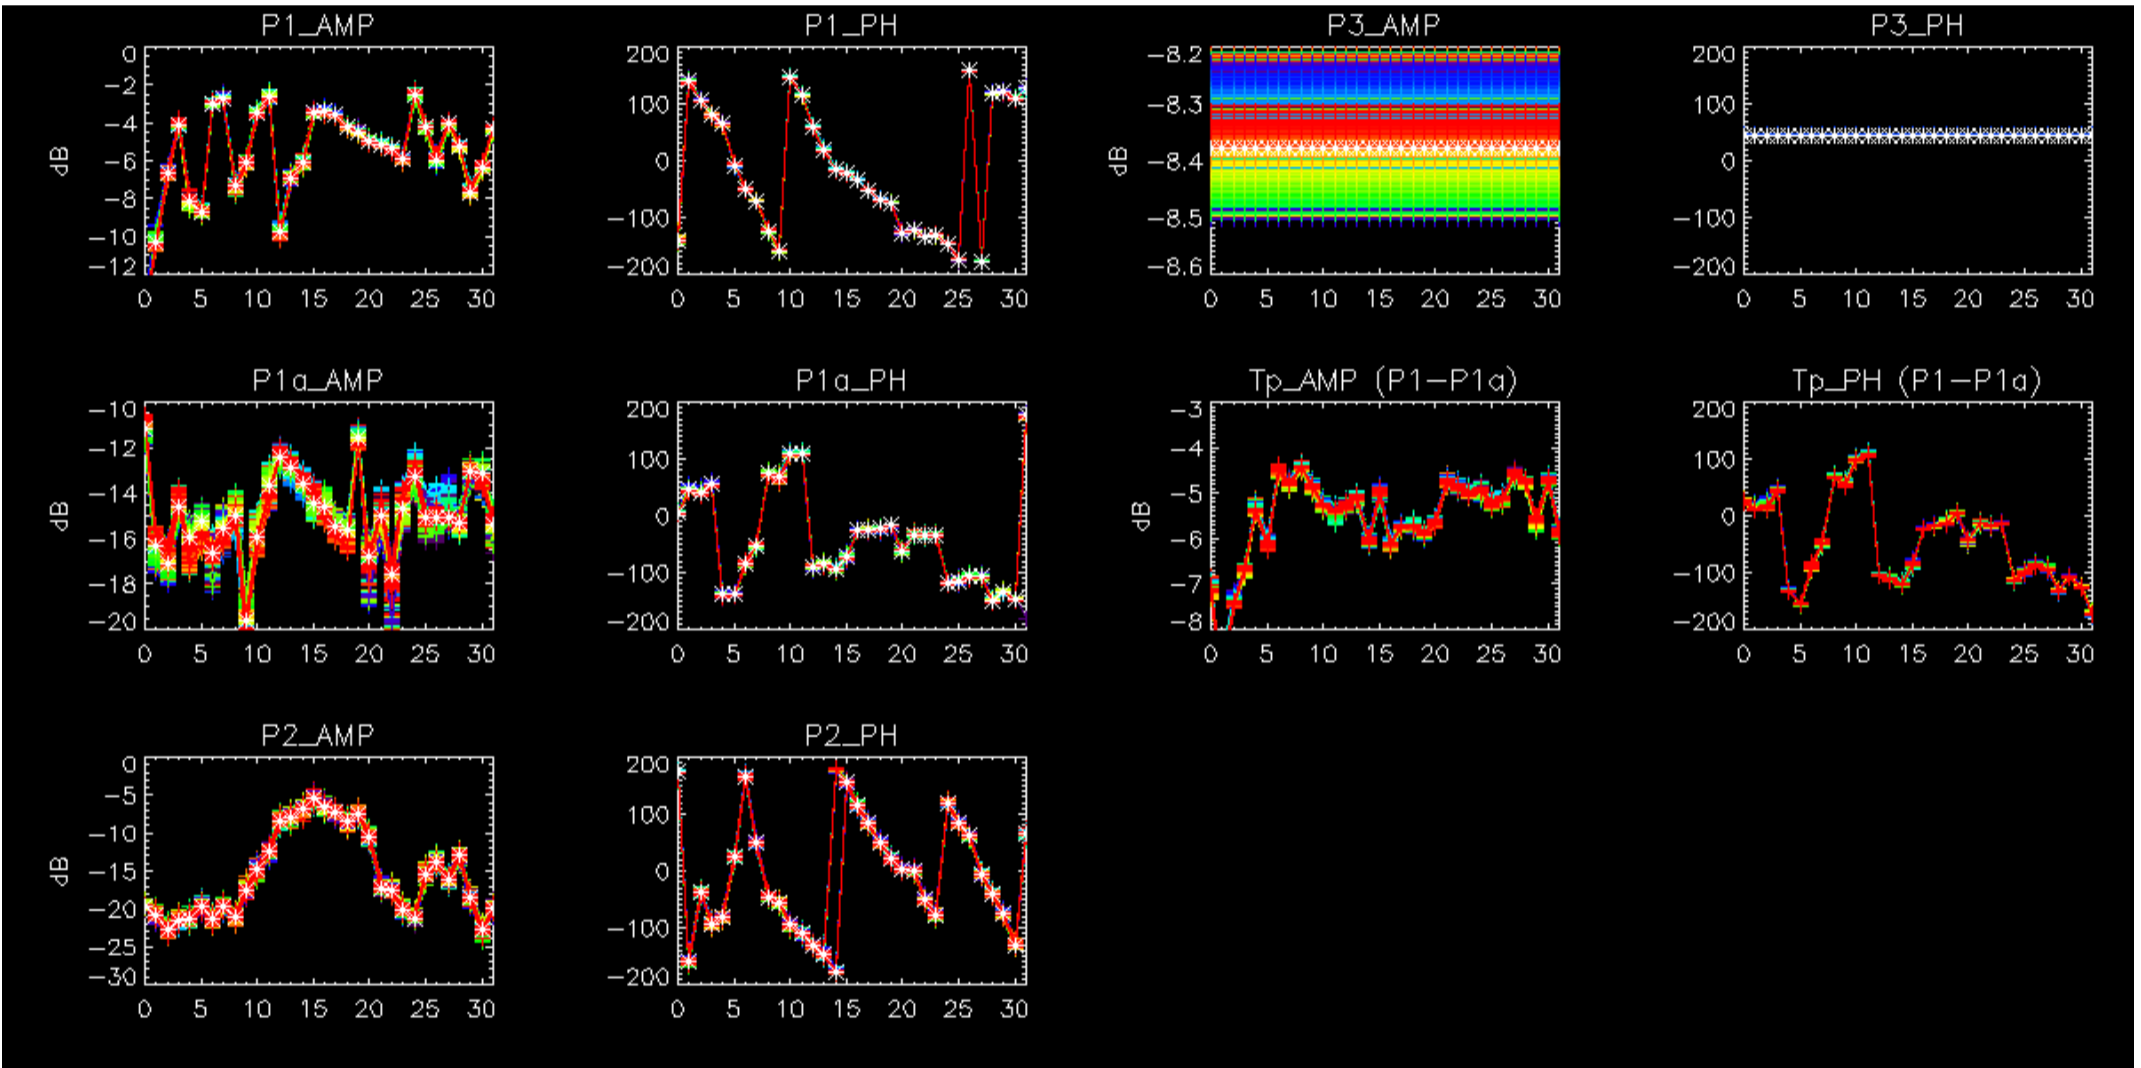 P1_AMP
P1_PH
P3_AMP
P3_PH
0
−2
−4
−6
−8
−10
−12
dB
0 5 10 15 20 25 30
200
100
0
−100
−200
0 5 10 15 20 25 30
−8.2
−8.3
−8.4
−8.5
−8.6
dB
0 5 10 15 20 25 30
200
100
0
−100
−200
0 5 10 15 20 25 30
P1a_AMP
P1a_PH
Tp_AMP (P1−P1a)
Tp_PH (P1−P1a)
−10
−12
−14
−16
−18
−20
dB
0 5 10 15 20 25 30
200
100
0
−100
−200
0 5 10 15 20 25 30
−3
−4
−5
−6
−7
−8
dB
0 5 10 15 20 25 30
200
100
0
−100
−200
0 5 10 15 20 25 30
P2_AMP
P2_PH
0
−5
−10
−15
−20
−25
−30
dB
0 5 10 15 20 25 30
200
100
0
−100
−200
0 5 10 15 20 25 30